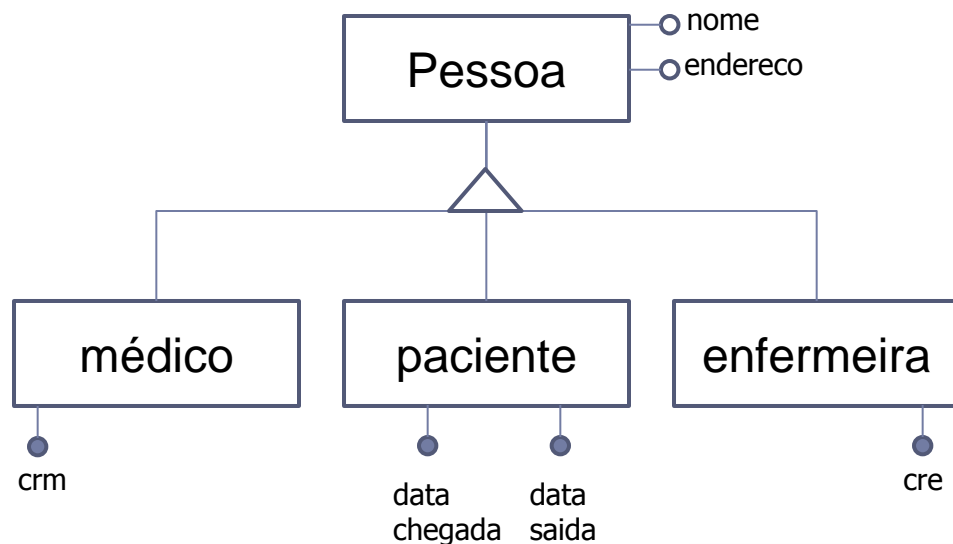 nome
Pessoa
endereco
médico
paciente
enfermeira
crm
data
chegada
data
saida
cre